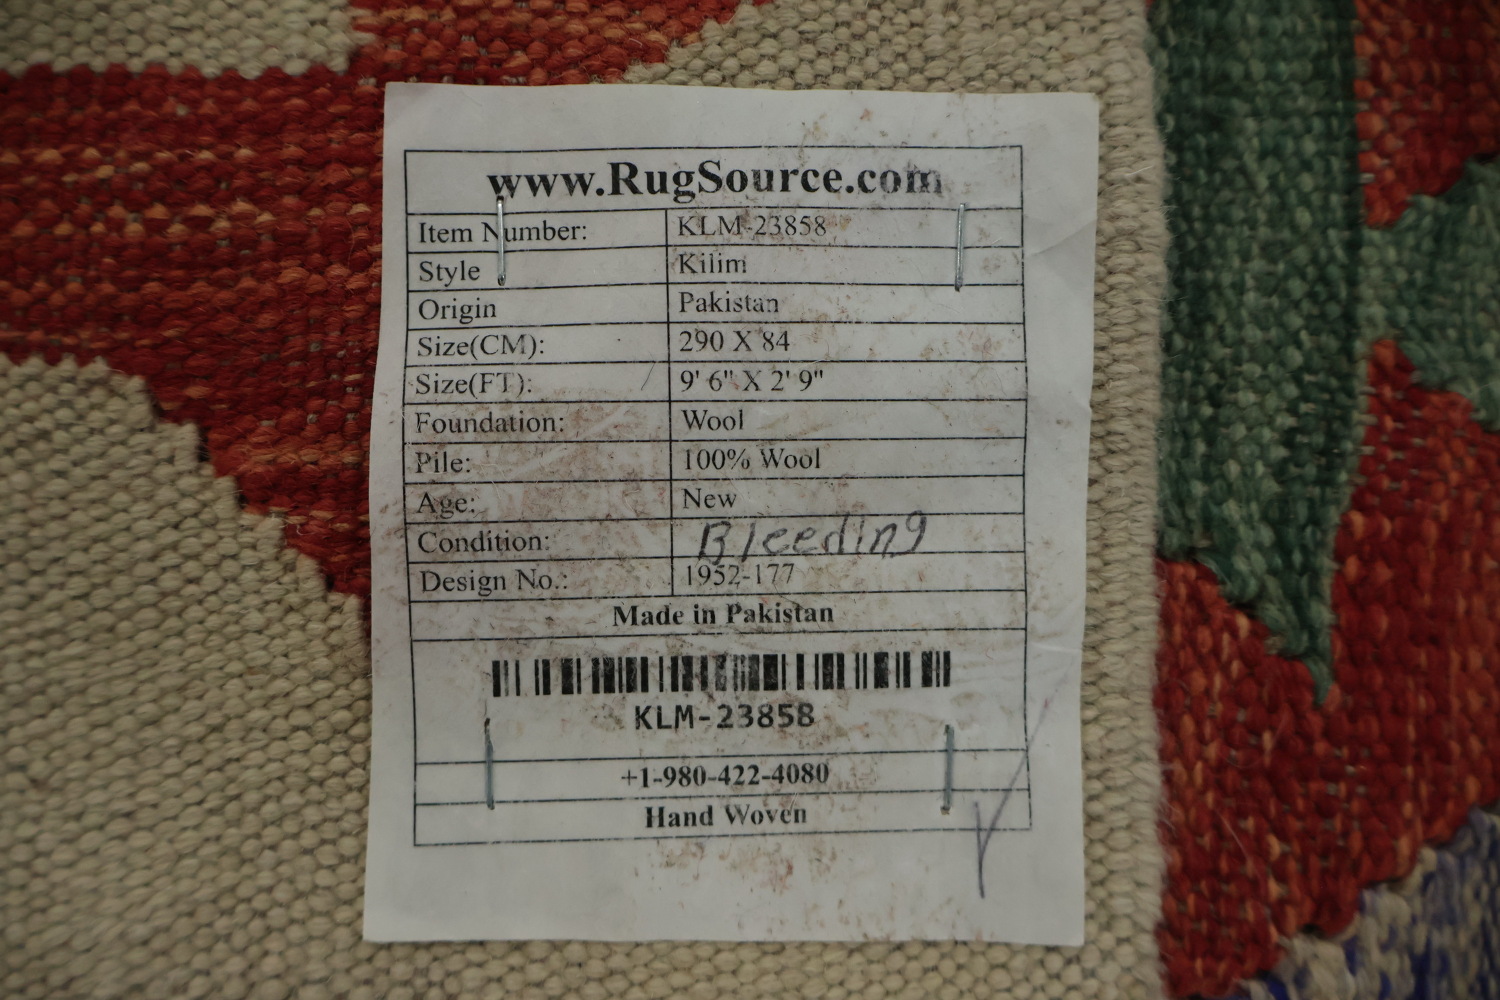 www.RugSource.com
Item Number: KLM-23858
Style Kilim
Origin Pakistan
Size(CM): 290 X 84
Size(FT): 9' 6" X 2' 9"
Foundation: Wool
Pile: 100% Wool
Age: New
Condition: Bleeding
Design No.: 1952-177
Made in Pakistan
KLM-23858
+1-980-422-4080
Hand Woven